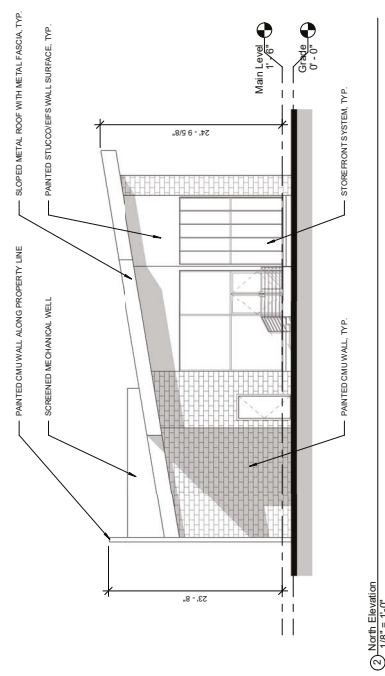 PAINTED CMU WALL ALONG PROPERTY LINE
SCREENED MECHANICAL WELL
SLOPED METAL ROOF WITH METAL FASCIA, TYP.
PAINTED STUCCO/EIFS WALL SURFACE, TYP.
Main Level
1' - 6"
Grade
0' - 0"
23' - 8"
24' - 9 5/8"
PAINTED CMU WALL, TYP.
STOREFRONT SYSTEM, TYP.
2 North Elevation
1/8" = 1'-0"